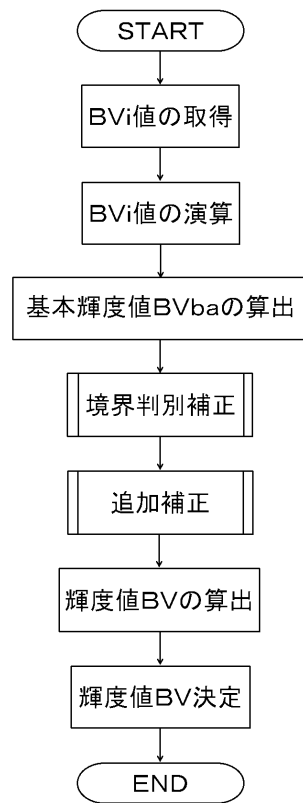 START
BVi値の取得
BVi値の演算
基本輝度値BVbaの算出
境界判別補正
追加補正
輝度値BVの算出
輝度値BV決定
END